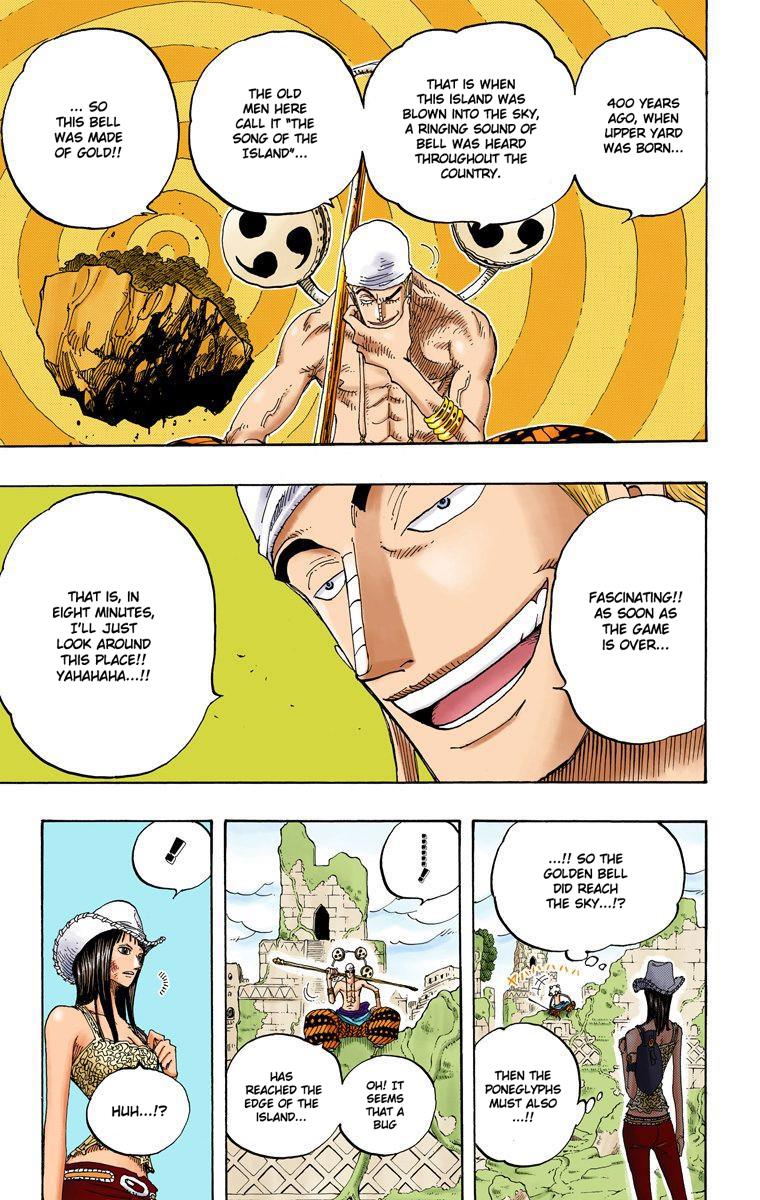 400 YEARS
AGO, WHEN
UPPER YARD
WAS BORN...
THAT IS WHEN
THIS ISLAND WAS
BLOWN INTO THE SKY,
A RINGING SOUND OF
BELL WAS HEARD
THROUGHOUT THE
COUNTRY.
THE OLD
MEN HERE
CALL IT "THE
SONG OF THE
ISLAND"...
... SO
THIS BELL
WAS MADE
OF GOLD!!
FASCINATING!!
AS SOON AS
THE GAME
IS OVER...
THAT IS, IN
EIGHT MINUTES,
I'LL JUST
LOOK AROUND
THIS PLACE!!
YAHAHAHA...!!
...!! SO THE
GOLDEN BELL
DID REACH
THE SKY...!?
THEN THE
PONEGLYPHS
MUST ALSO
...!!
.......!
OH! IT
SEEMS
THAT A
BUG
HAS
REACHED THE
EDGE OF THE
ISLAND...
!
HUH...!?